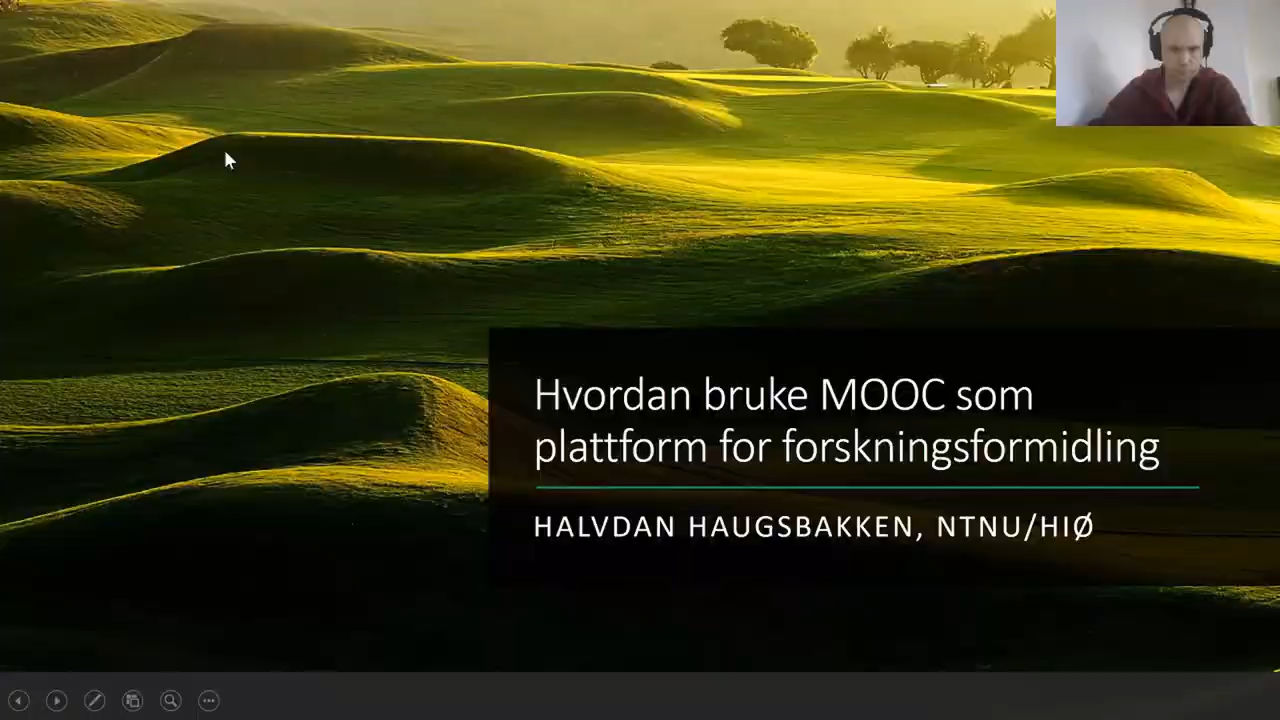 Hvordan bruke MOOC som
plattform for forskningsformidling
HALVDAN HAUGSBAKKEN, NTNU/HIØ